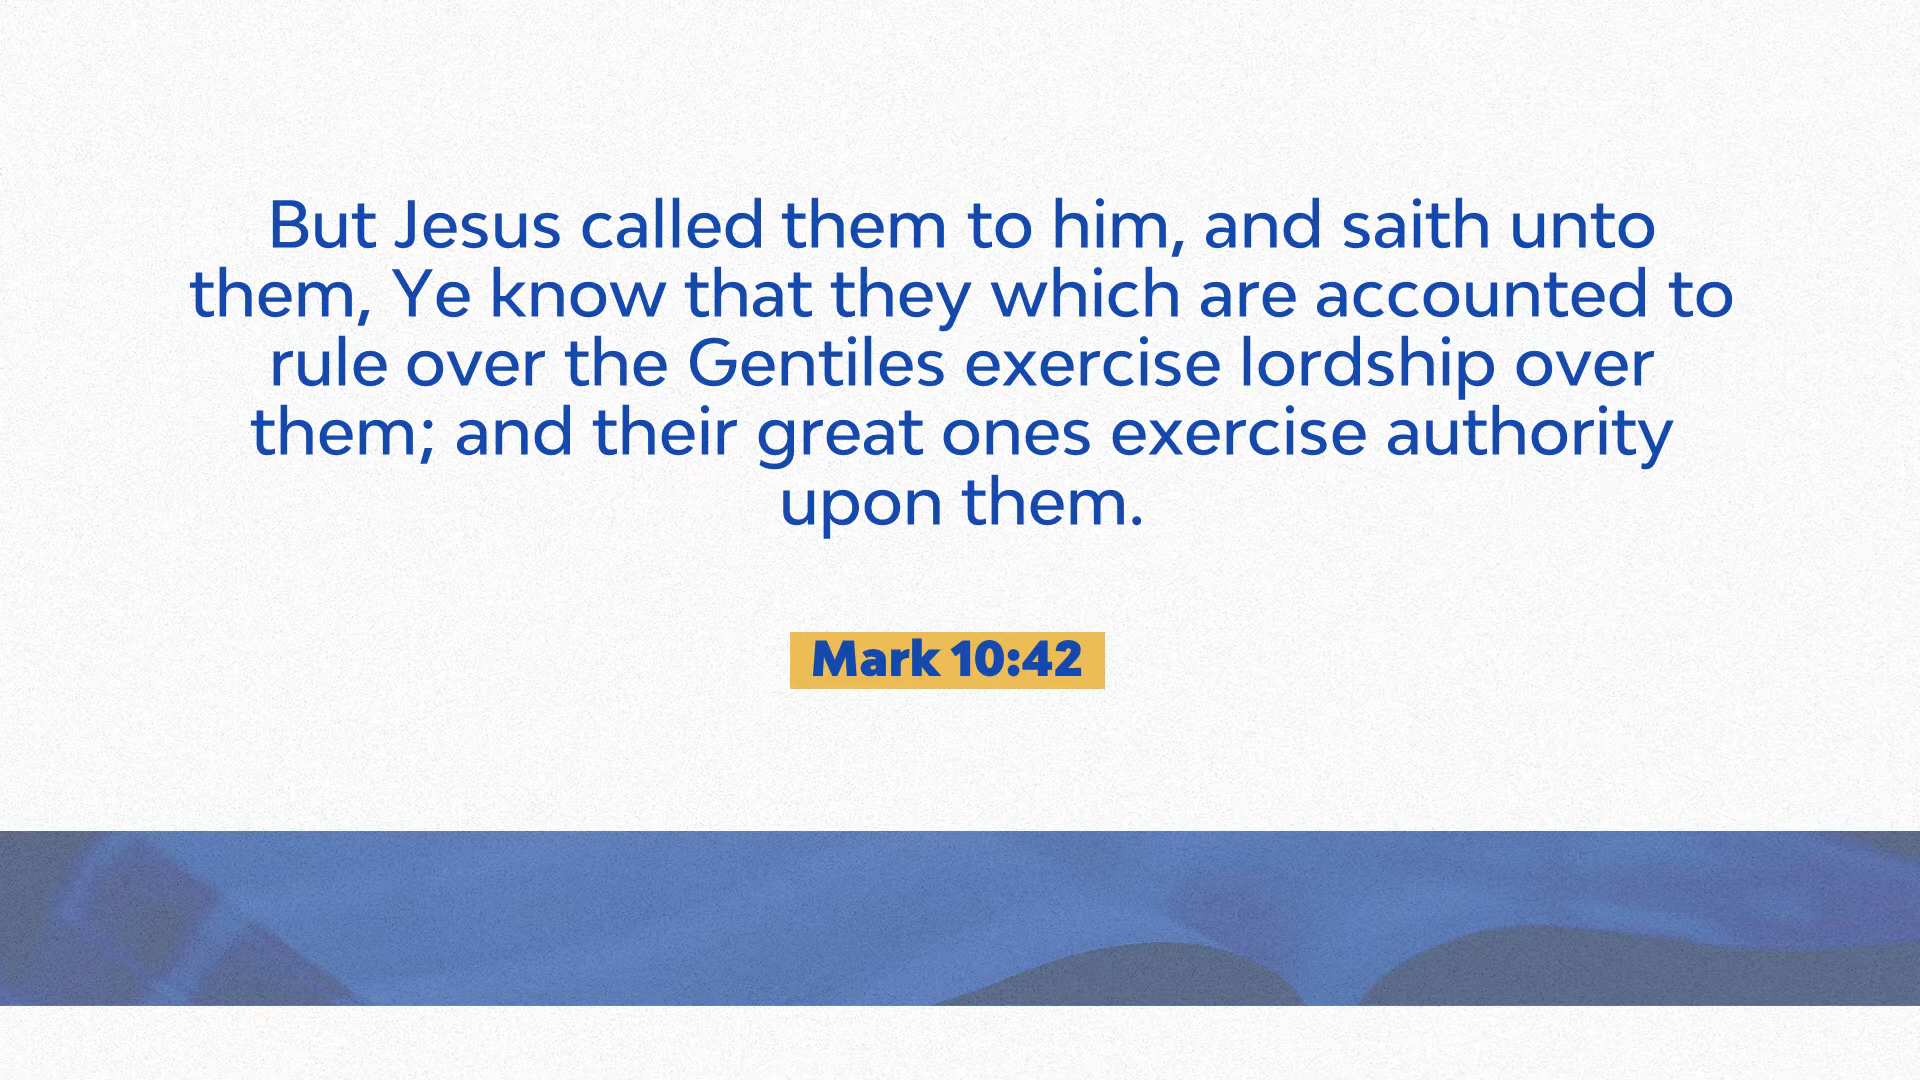 But Jesus called them to him, and saith unto
them, Ye know that they which are accounted to
rule over the Gentiles exercise lordship over
them; and their great ones exercise authority
upon them.
Mark 10:42